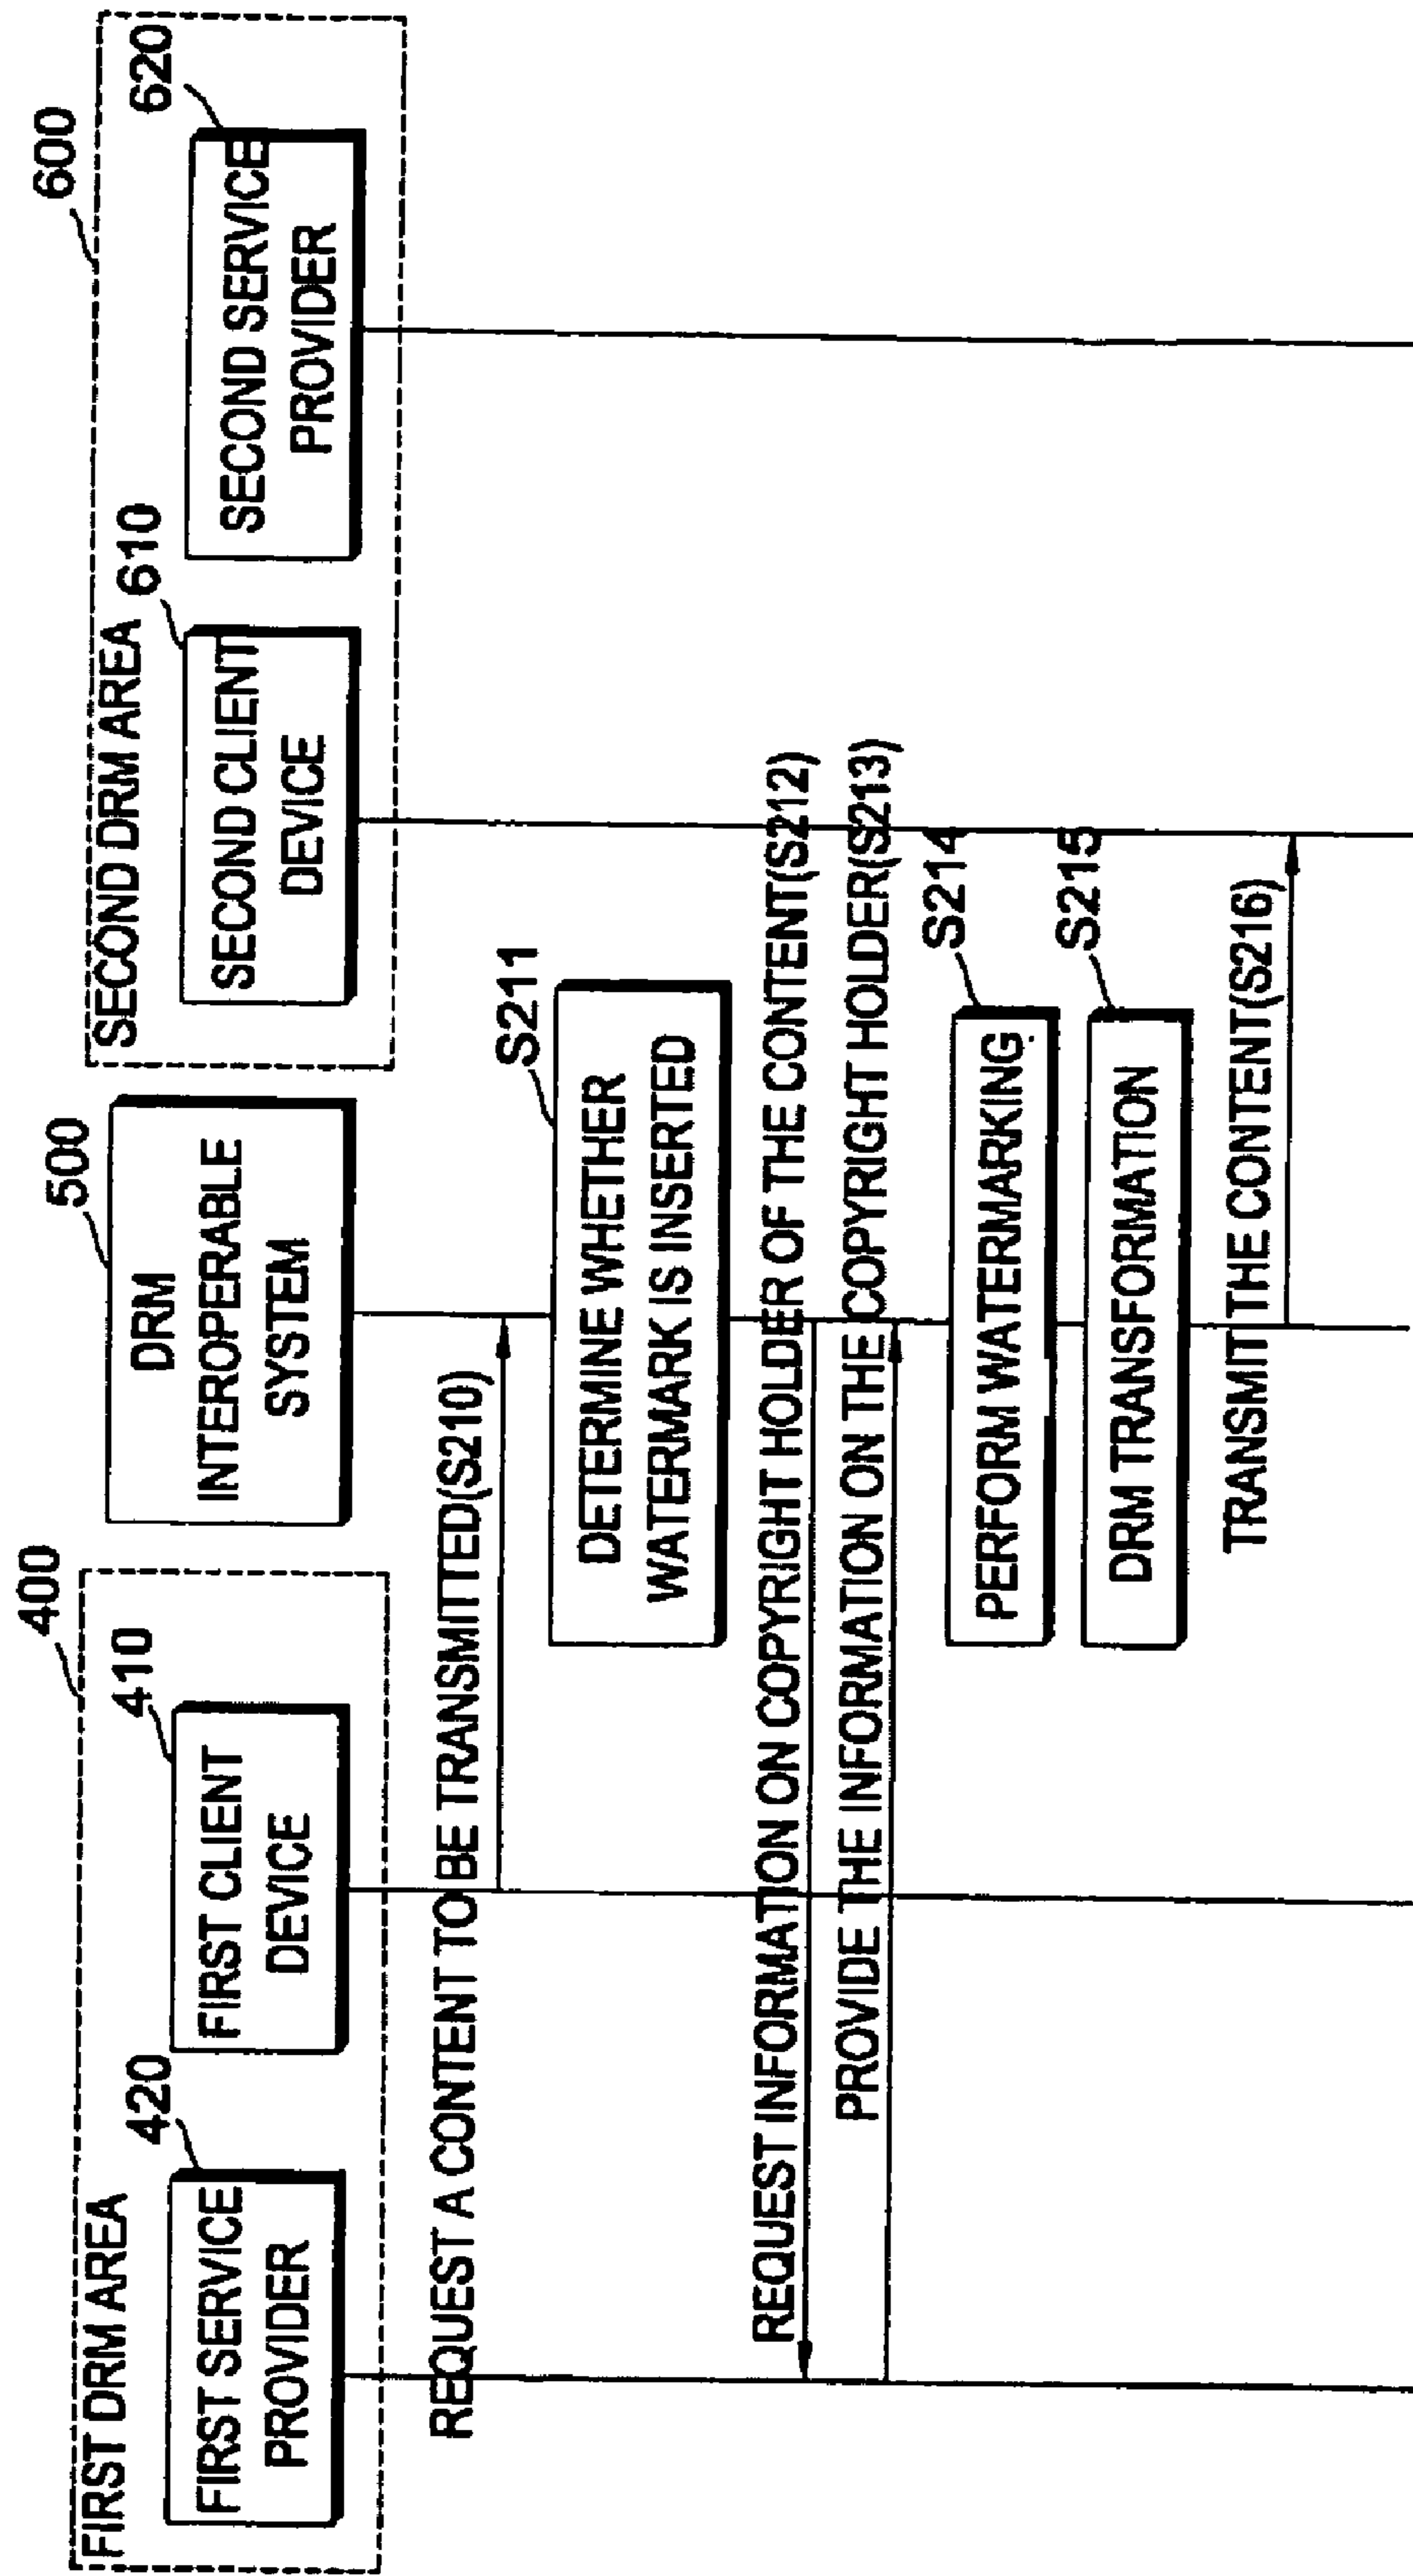 400
FIRST DRM AREA
420
FIRST SERVICE
PROVIDER
410
FIRST CLIENT
DEVICE
500
DRM
INTEROPERABLE
SYSTEM
600
SECOND DRM AREA
610
SECOND CLIENT
DEVICE
620
SECOND SERVICE
PROVIDER
REQUEST A CONTENT TO BE TRANSMITTED(S210)
S211
DETERMINE WHETHER
WATERMARK IS INSERTED
REQUEST INFORMATION ON COPYRIGHT HOLDER OF THE CONTENT(S212)
PROVIDE THE INFORMATION ON THE COPYRIGHT HOLDER(S213)
S214
PERFORM WATERMARKING
S215
DRM TRANSFORMATION
TRANSMIT THE CONTENT(S216)